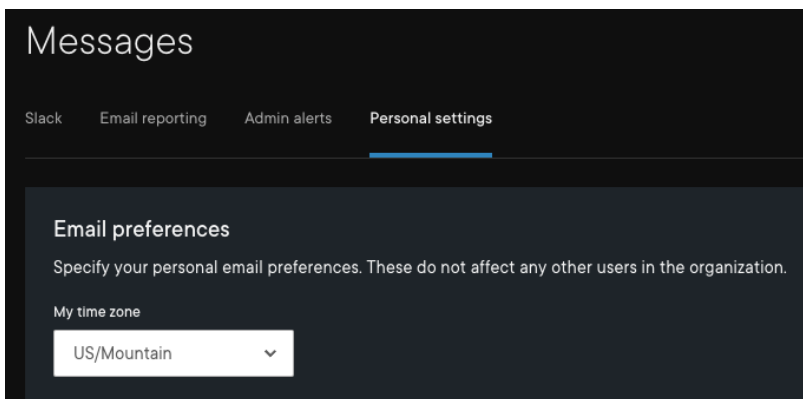 Messages
Slack Email reporting Admin alerts Personal settings
Email preferences
Specify your personal email preferences. These do not affect any other users in the organization.
My time zone
US/Mountain